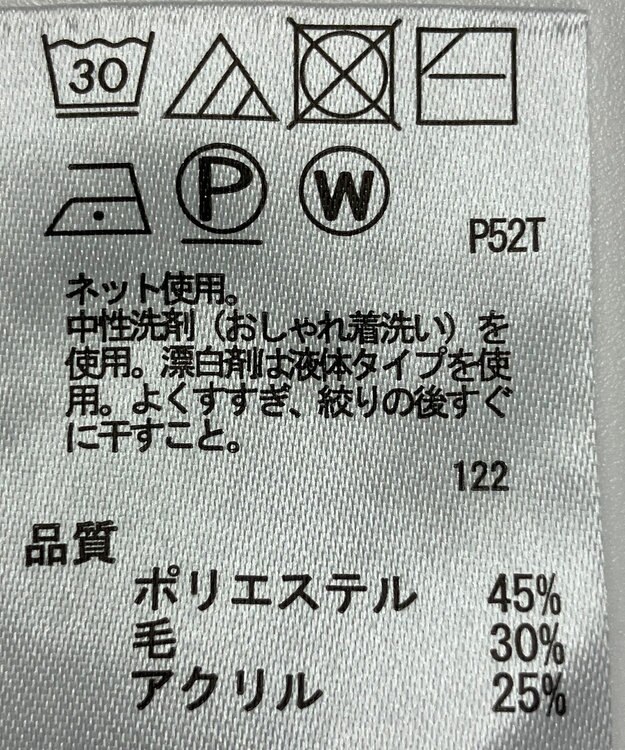 30
P W
P52T
ネット使用。
中性洗剤（おしゃれ着洗い）を
使用。漂白剤は液体タイプを使
用。よくすすぎ、絞りの後すぐ
に干すこと。
122
品質
ポリエステル 45%
毛 30%
アクリル 25%